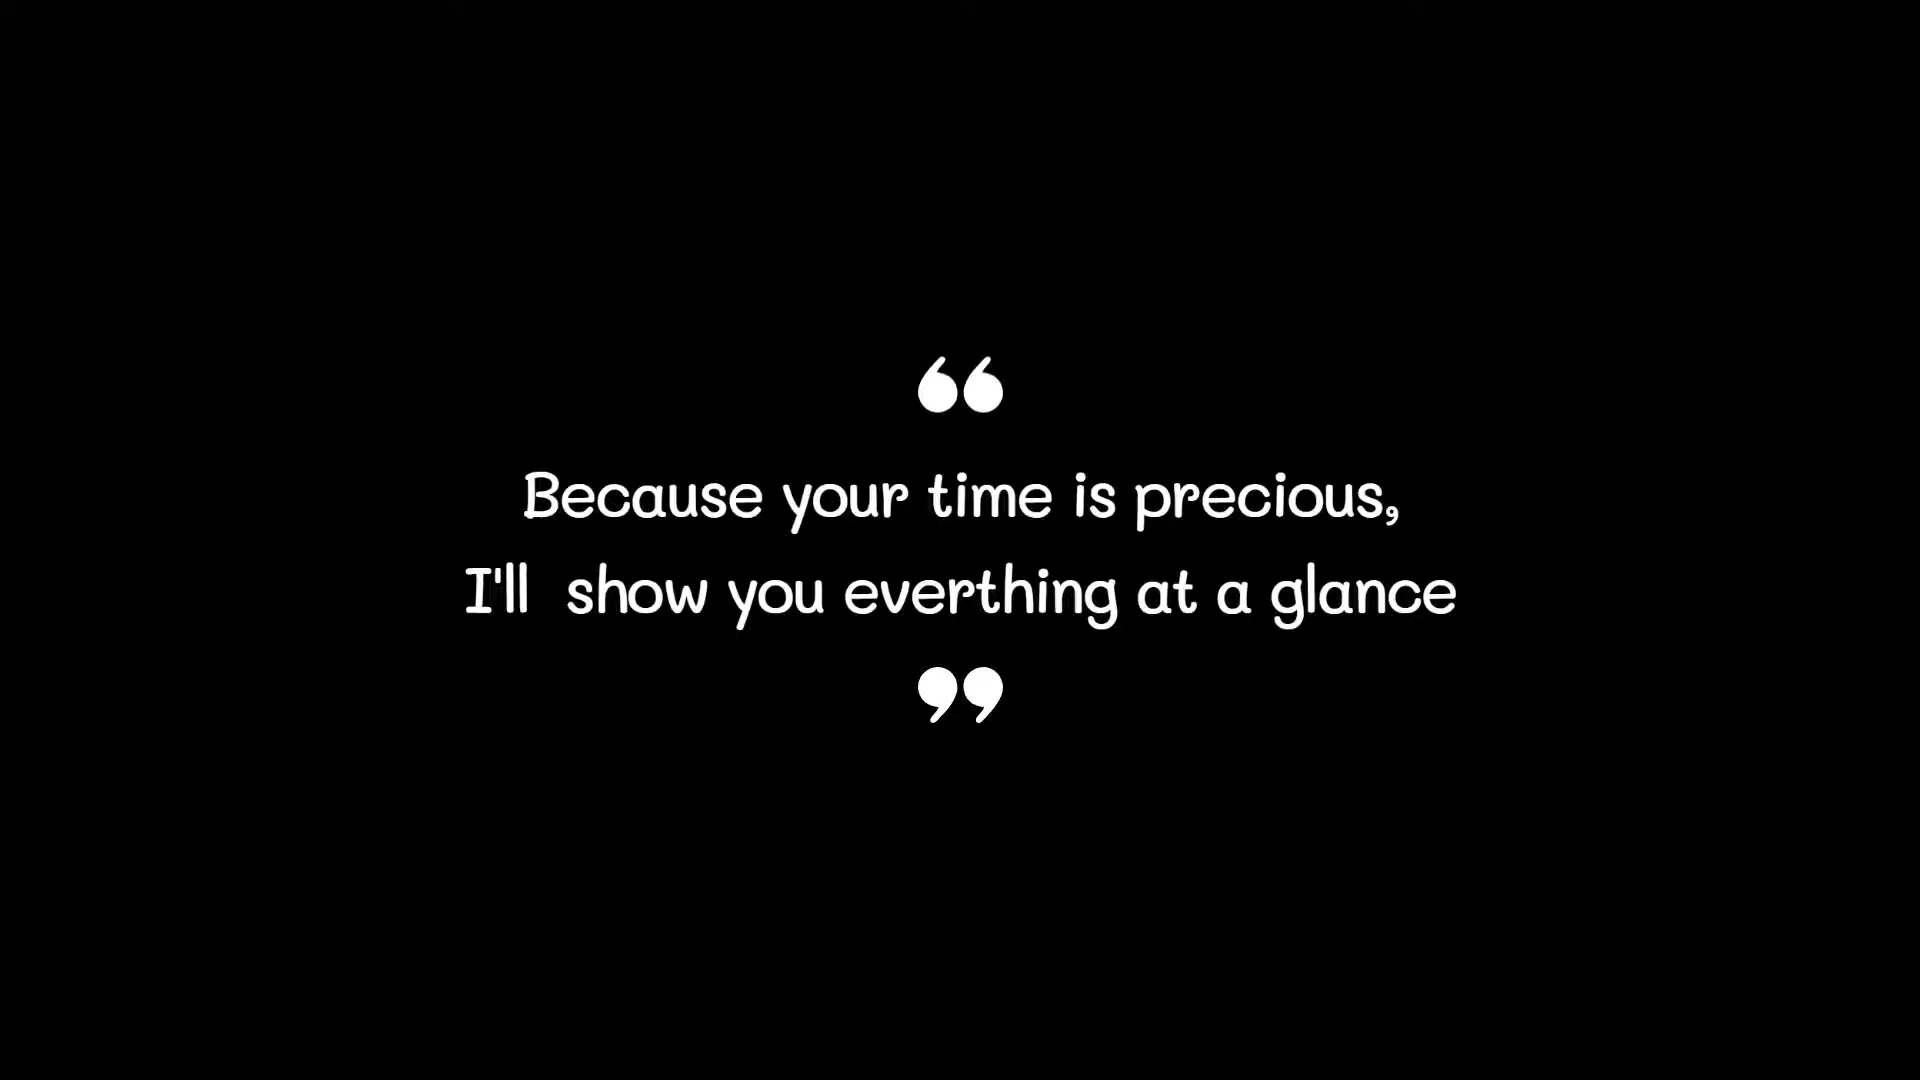 “
Because your time is precious,
I'll  show you everthing at a glance
”